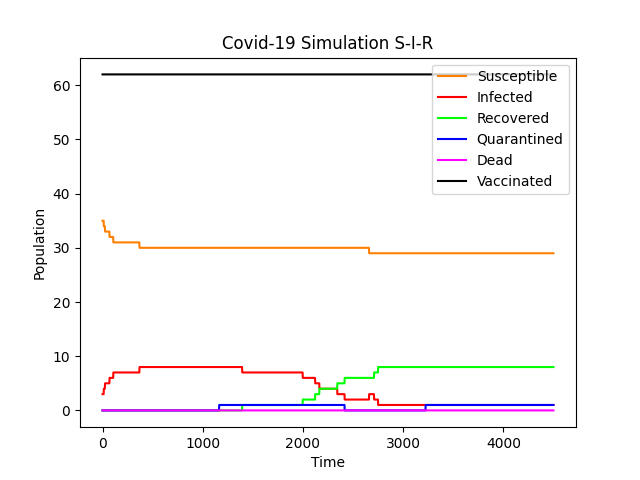 Covid-19 Simulation S-I-R
Susceptible
Infected
Recovered
Quarantined
Dead
Vaccinated
Population
60
50
40
30
20
10
0
0 1000 2000 3000 4000
Time